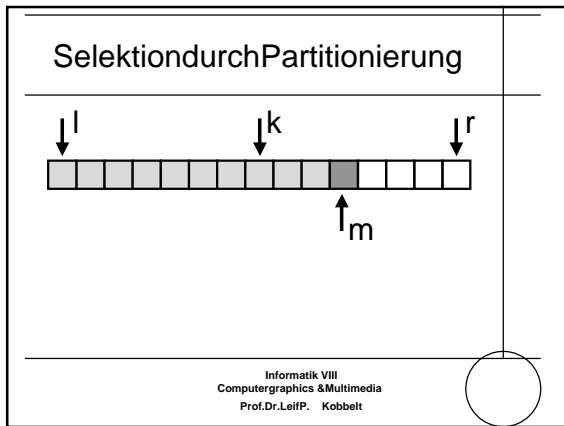 SelektiondurchPartitionierung
l k r
m
Informatik VIII
Computergraphics &Multimedia
Prof.Dr.LeifP. Kobbelt